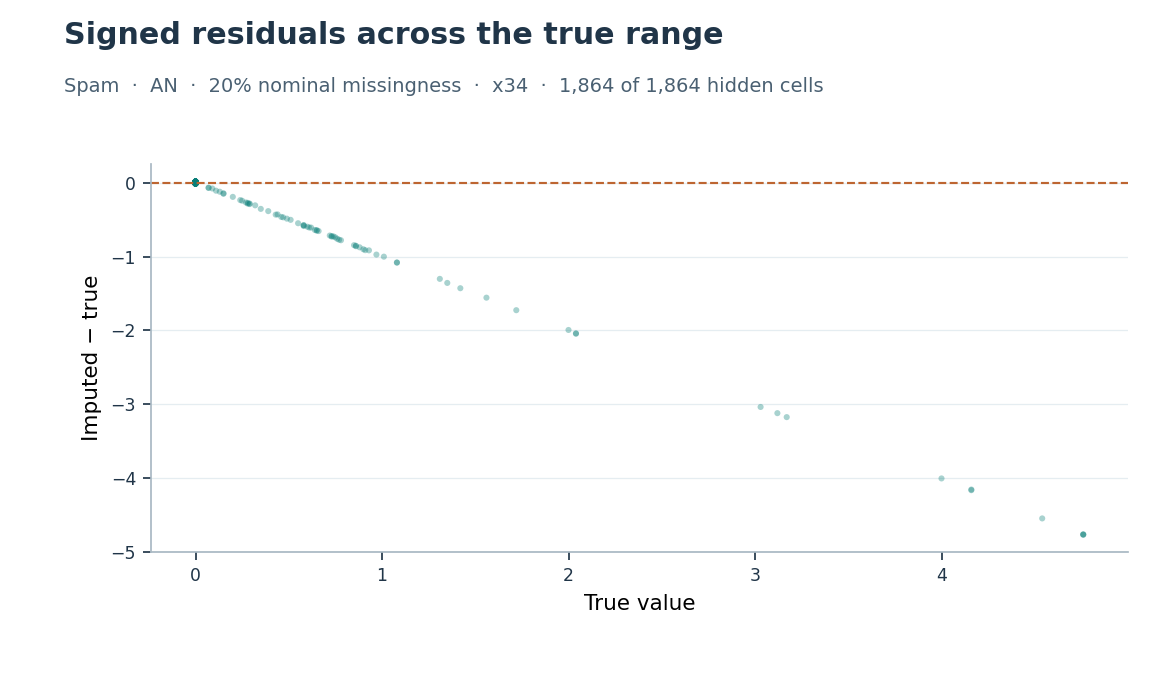 Signed residuals across the true range
Spam · AN · 20% nominal missingness · x34 · 1,864 of 1,864 hidden cells
Imputed − true
0
−1
−2
−3
−4
−5
0 1 2 3 4
True value